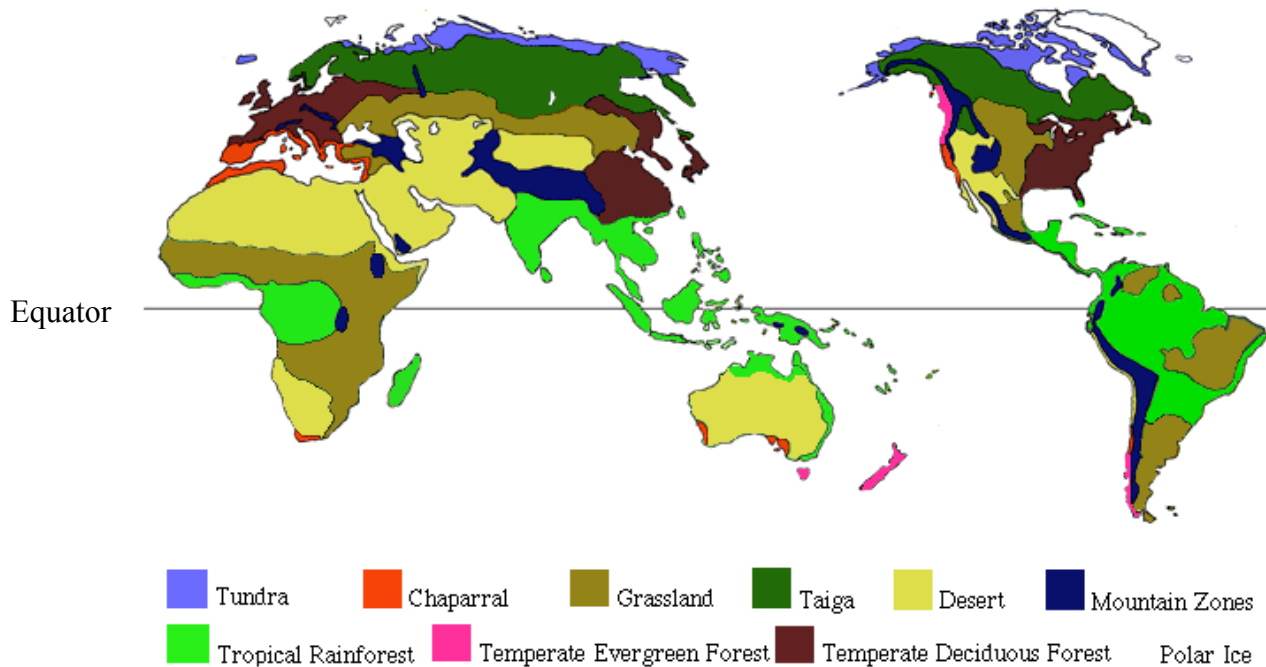 Equator
Tundra Chaparral Grassland Taiga Desert Mountain Zones
Tropical Rainforest Temperate Evergreen Forest Temperate Deciduous Forest Polar Ice